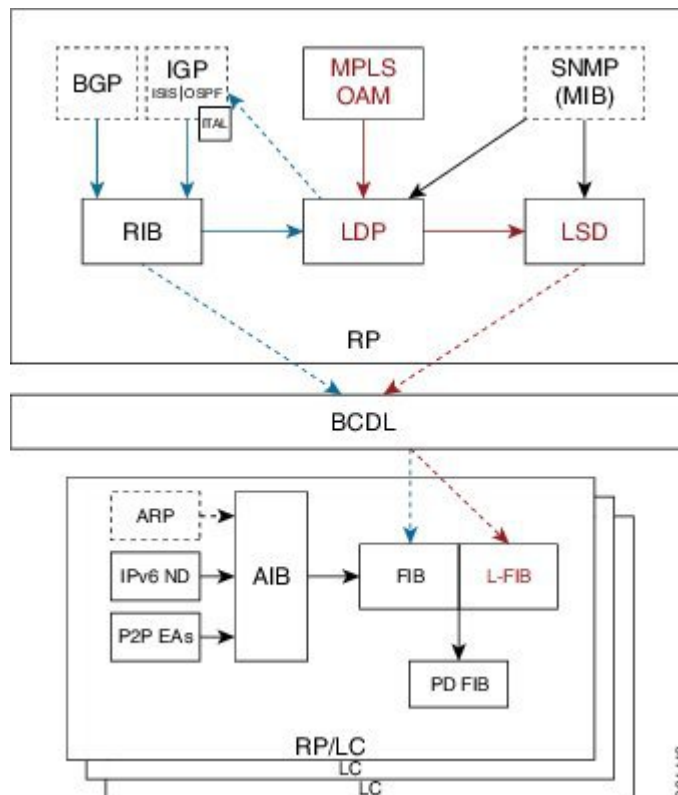 BGP
IGP
ISIS|OSPF
ITAL
MPLS
OAM
SNMP
(MIB)
RIB
LDP
LSD
RP
BCDL
ARP
IPv6 ND
P2P EAs
AIB
FIB
L-FIB
PD FIB
RP/LC
LC
LC